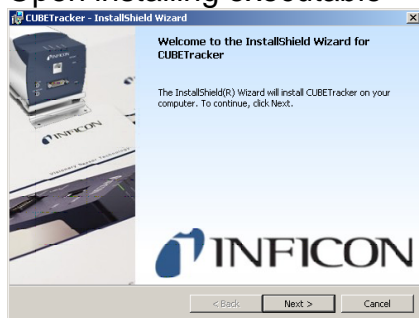 Open installing executable
CUBETracker - InstallShield Wizard
Welcome to the InstallShield Wizard for
CUBETracker
The InstallShield(R) Wizard will install CUBETracker on your
computer. To continue, click Next.
INFICON
INFICON
INFICON
< Back
Next >
Cancel